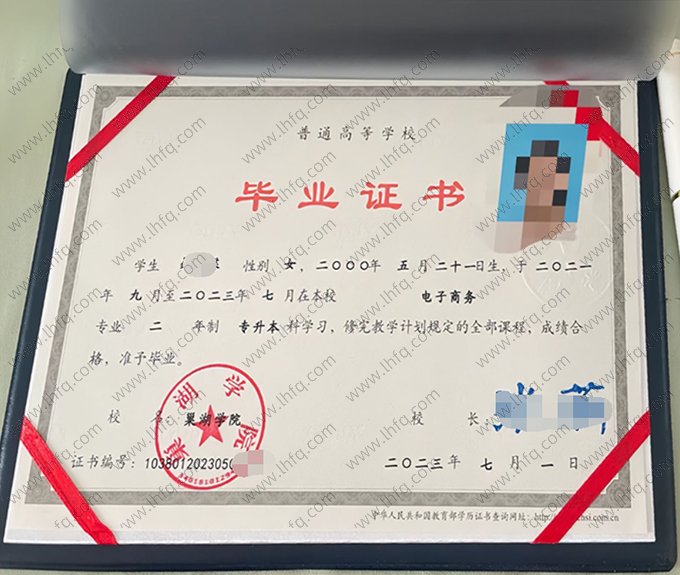 普通高等学校
毕业证书
学生 性别 女，二〇〇〇年 五月 二十一日生，于 二〇二一
年 九 月至二〇二三年 七 月在本校 电子商务
专业 二 年制 专升本 科学习，修完教学计划规定的全部课程、成绩合
格，准予毕业。
校 名：巢湖学院 校 长：
巢湖学院
证书编号：1038012023050
二〇二三年 七 月 一 日
中华人民共和国教育部学历证书查询网址：
www.lhfq.com